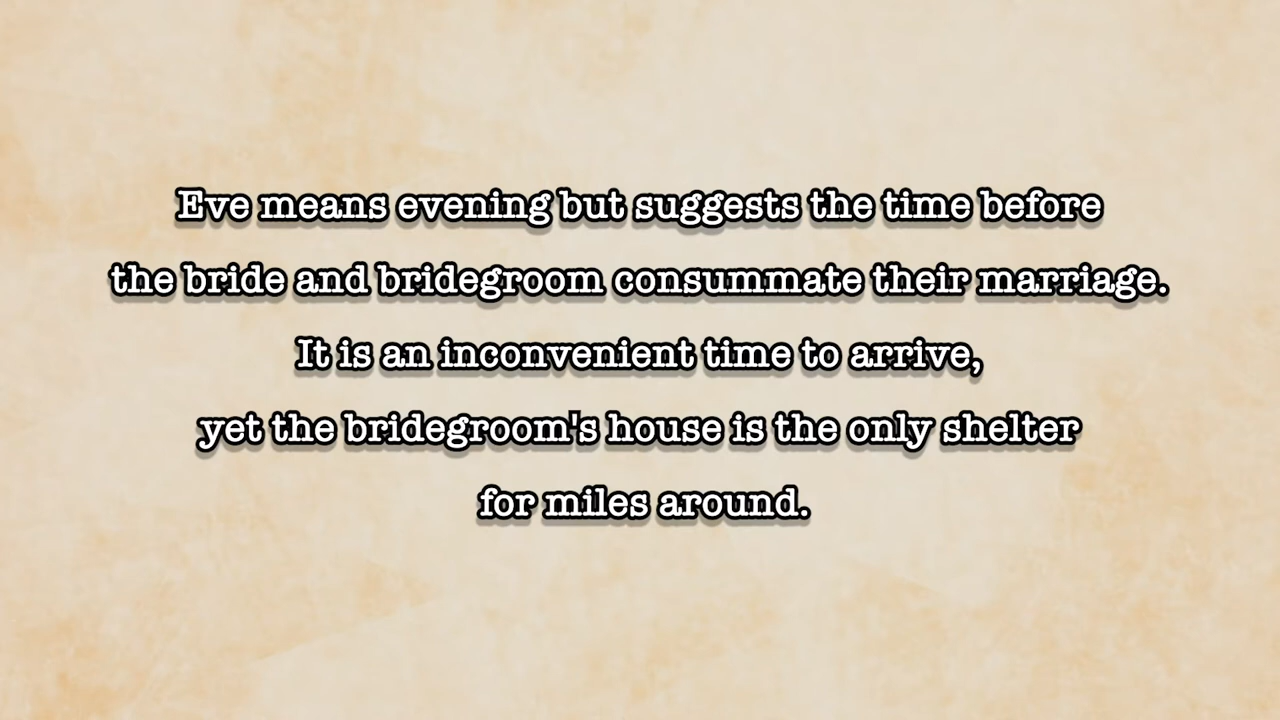 Eve means evening but suggests the time before
the bride and bridegroom consummate their marriage.
It is an inconvenient time to arrive,
yet the bridegroom's house is the only shelter
for miles around.